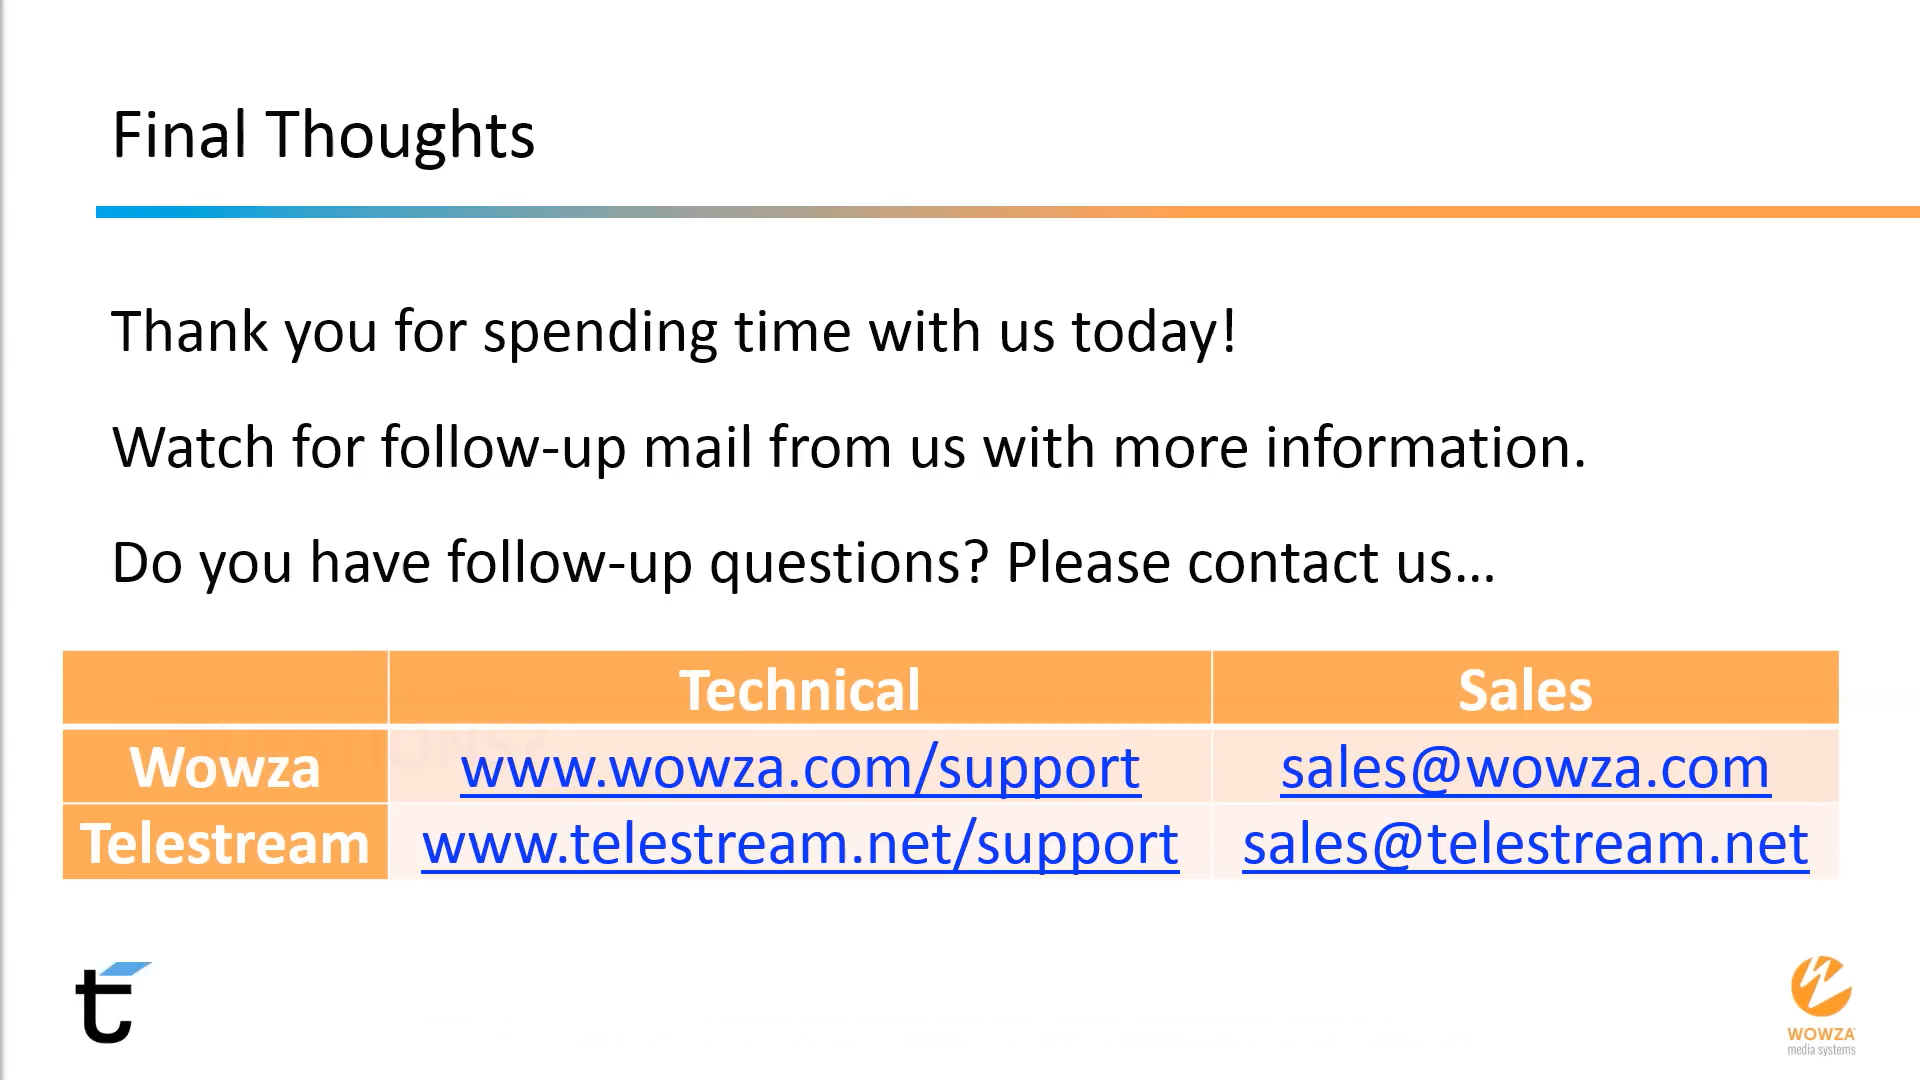 Final Thoughts
Thank you for spending time with us today!
Watch for follow-up mail from us with more information.
Do you have follow-up questions? Please contact us…
Technical Sales
Wowza www.wowza.com/support sales@wowza.com
Telestream www.telestream.net/support sales@telestream.net
WOWZA
media systems